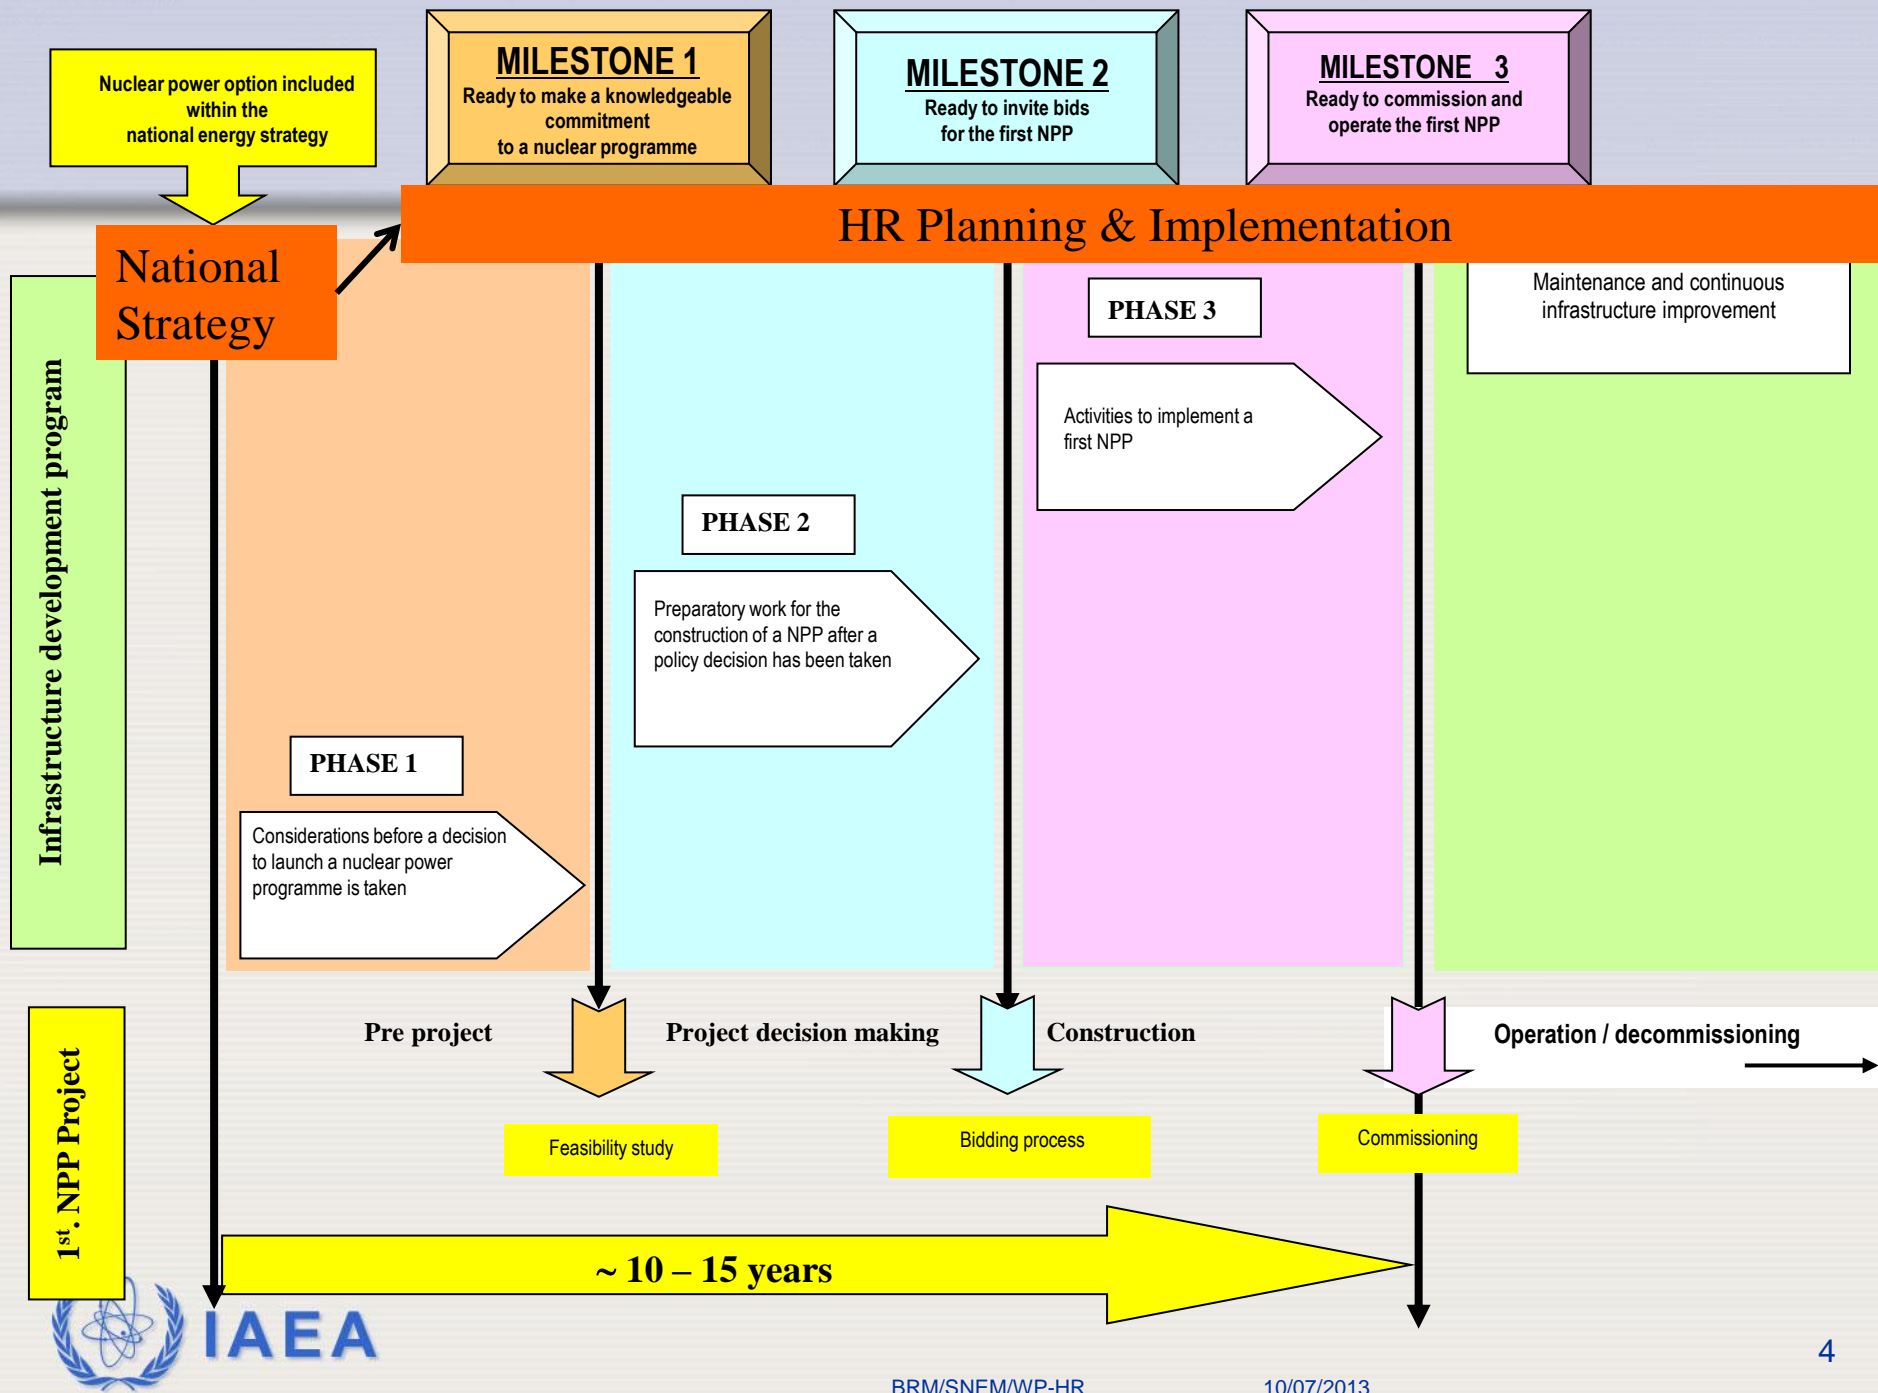 Nuclear power option included
within the
national energy strategy
MILESTONE 1
Ready to make a knowledgeable
commitment
to a nuclear programme
MILESTONE 2
Ready to invite bids
for the first NPP
MILESTONE 3
Ready to commission and
operate the first NPP
HR Planning & Implementation
National
Strategy
Maintenance and continuous
infrastructure improvement
PHASE 3
Activities to implement a
first NPP
PHASE 2
Preparatory work for the
construction of a NPP after a
policy decision has been taken
PHASE 1
Considerations before a decision
to launch a nuclear power
programme is taken
Infrastructure development program
Pre project
Project decision making
Construction
Operation / decommissioning
1st. NPP Project
Feasibility study
Bidding process
Commissioning
~ 10 – 15 years
IAEA
4
BRM/SNEM/WP-HR
10/07/2013